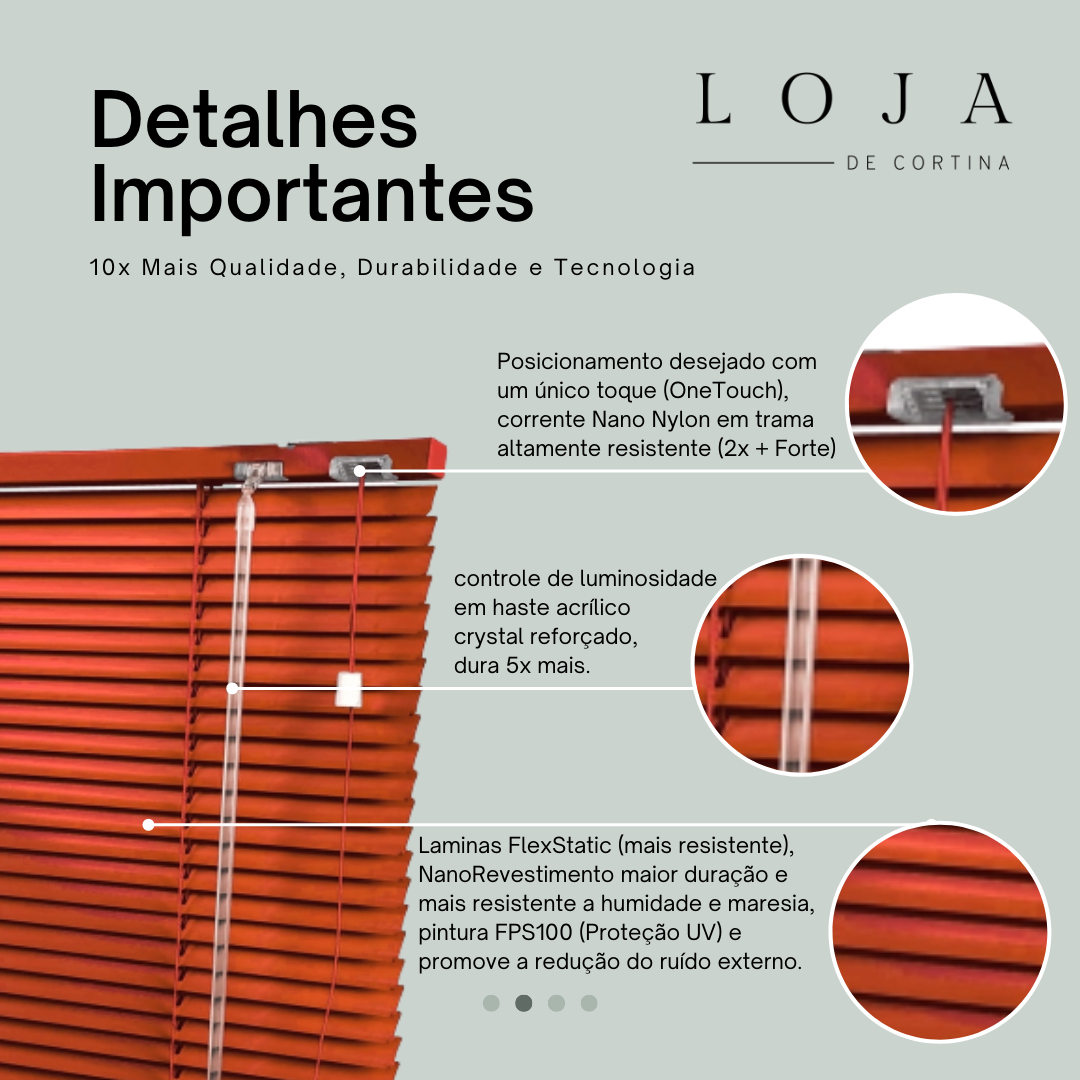 Detalhes
Importantes
LOJA
DE CORTINA
10x Mais Qualidade, Durabilidade e Tecnologia
Posicionamento desejado com
um único toque (OneTouch),
corrente Nano Nylon em trama
altamente resistente (2x + Forte)
controle de luminosidade
em haste acrílico
crystal reforçado,
dura 5x mais.
Laminas FlexStatic (mais resistente),
NanoRevestimento maior duração e
mais resistente a humidade e maresia,
pintura FPS100 (Proteção UV) e
promove a redução do ruído externo.